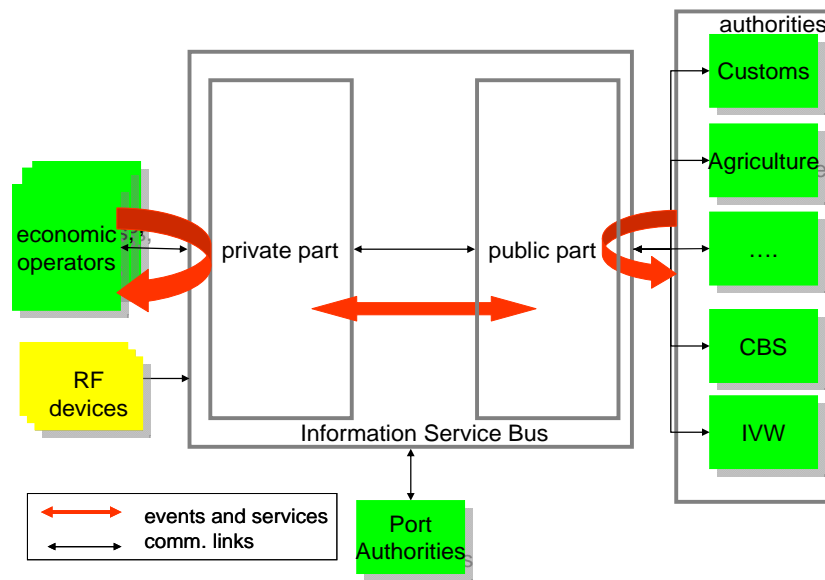 authorities
Customs
Agriculture
economic
operators
private part
public part
....
CBS
RF
devices
IVW
Information Service Bus
events and services
comm. links
Port
Authorities